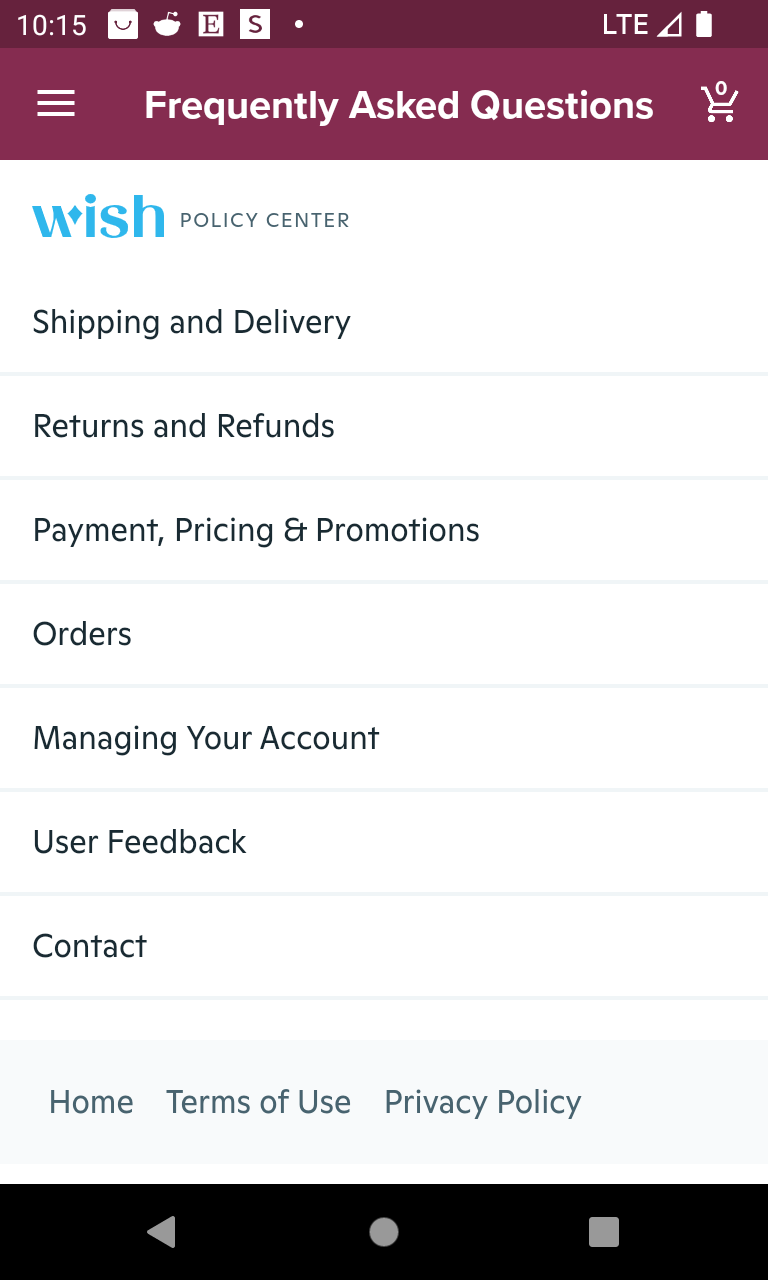 10:15 E S LTE
Frequently Asked Questions 0
wish POLICY CENTER
Shipping and Delivery
Returns and Refunds
Payment, Pricing & Promotions
Orders
Managing Your Account
User Feedback
Contact
Home Terms of Use Privacy Policy